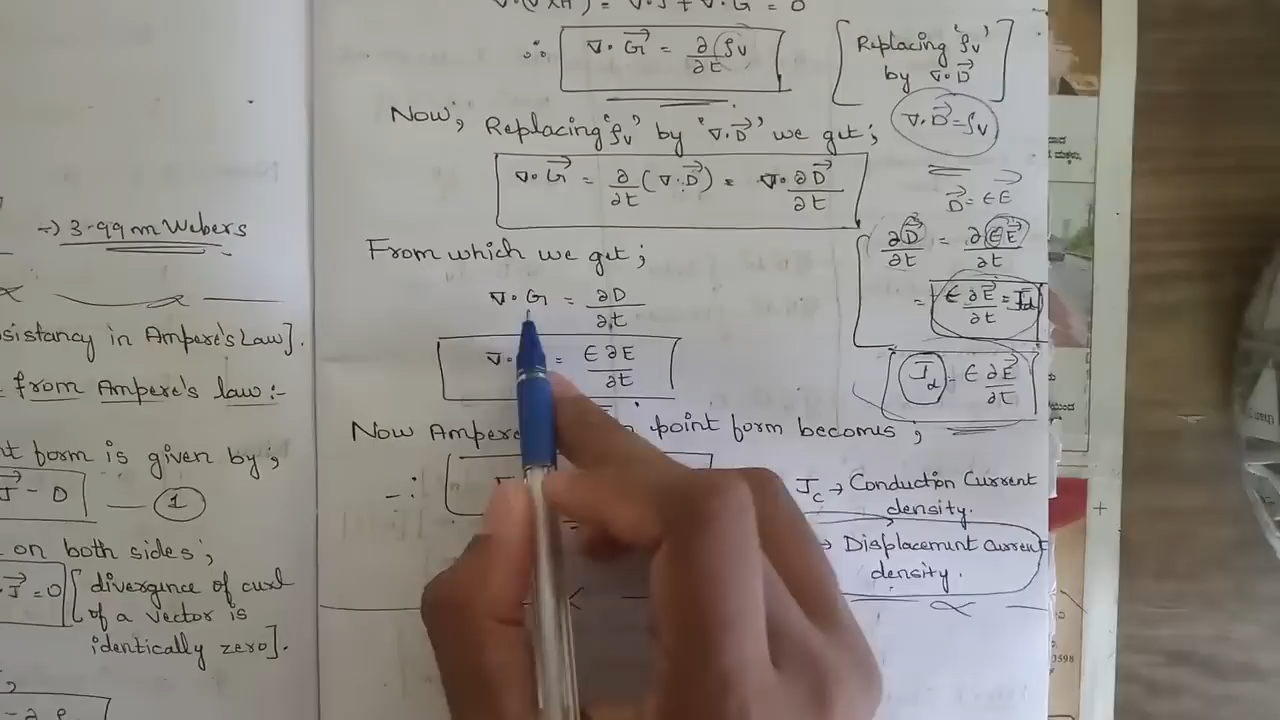 -> 3.99 m Webers
sistancy in Ampere's Law].
from Ampere's law:-
t form is given by;
J - 0 — ①
on both sides;
J⃗ = 0 [divergence of curl
of a vector is
identically zero].
∴ ∇·G⃗ = ∂ρv/∂t
[Replacing 'ρv'
by ∇·D⃗]
∇·D⃗ = ρv
Now; Replacing 'ρv' by '∇·D⃗' we get;
∇·G⃗ = ∂/∂t (∇·D⃗) = ∇·∂D⃗/∂t
D⃗ = ϵE⃗
∂D⃗/∂t = ∂ϵE⃗/∂t
= ϵ∂E⃗/∂t = Jd
Jd = ϵ∂E⃗/∂t
From which we get;
∇·G = ∂D/∂t
∇· = ϵ∂E/∂t
Now Ampere point form becomes;
Jc → Conduction Current
density.
→ Displacement Current
density.
3598